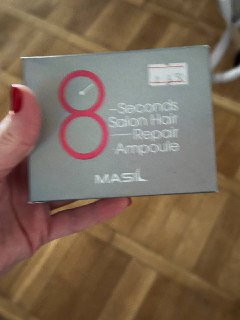 8
-Seconds
Salon Hair
Repair
Ampoule
MASIL